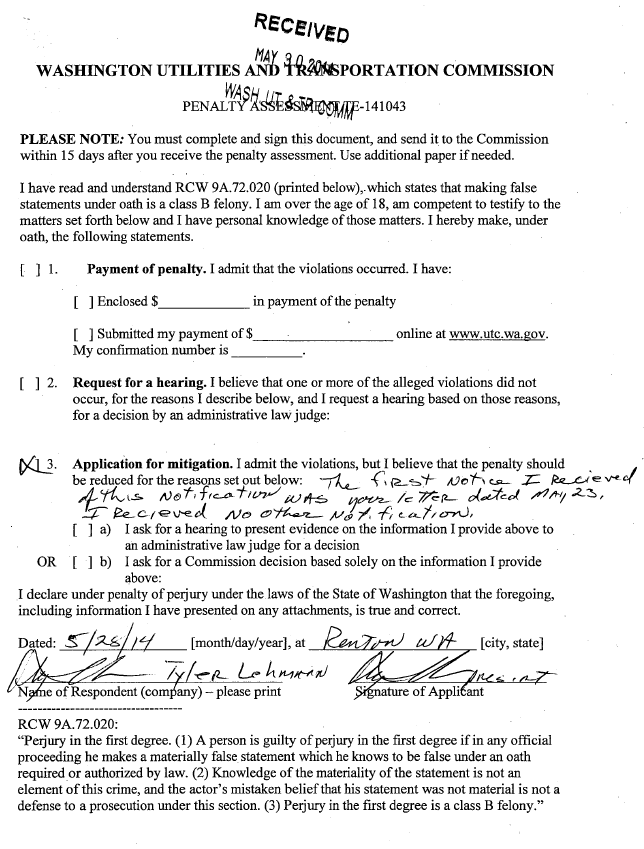 RECEIVED
MAY 30 2014
WASHINGTON UTILITIES AND TRANSPORTATION COMMISSION
WASH. UT. & TP. COMM
PENALTY ASSESSMENT TE-141043
PLEASE NOTE: You must complete and sign this document, and send it to the Commission
within 15 days after you receive the penalty assessment. Use additional paper if needed.
I have read and understand RCW 9A.72.020 (printed below), which states that making false
statements under oath is a class B felony. I am over the age of 18, am competent to testify to the
matters set forth below and I have personal knowledge of those matters. I hereby make, under
oath, the following statements.
[ ] 1. Payment of penalty. I admit that the violations occurred. I have:
[ ] Enclosed $____________ in payment of the penalty
[ ] Submitted my payment of $__________________ online at www.utc.wa.gov.
My confirmation number is _________.
[ ] 2. Request for a hearing. I believe that one or more of the alleged violations did not
occur, for the reasons I describe below, and I request a hearing based on those reasons,
for a decision by an administrative law judge:
[X] 3. Application for mitigation. I admit the violations, but I believe that the penalty should
be reduced for the reasons set out below: The first Notice I Recieved
of this Notification was your letter dated MAY 23.
I Recieved No other Notification.
[ ] a) I ask for a hearing to present evidence on the information I provide above to
an administrative law judge for a decision
OR [ ] b) I ask for a Commission decision based solely on the information I provide
above:
I declare under penalty of perjury under the laws of the State of Washington that the foregoing,
including information I have presented on any attachments, is true and correct.
Dated: 5/28/14 [month/day/year], at Renton WA [city, state]
Tyler Lehrman
Name of Respondent (company) – please print Signature of Applicant
-----------------------------------
RCW 9A.72.020:
“Perjury in the first degree. (1) A person is guilty of perjury in the first degree if in any official
proceeding he makes a materially false statement which he knows to be false under an oath
required or authorized by law. (2) Knowledge of the materiality of the statement is not an
element of this crime, and the actor's mistaken belief that his statement was not material is not a
defense to a prosecution under this section. (3) Perjury in the first degree is a class B felony.”